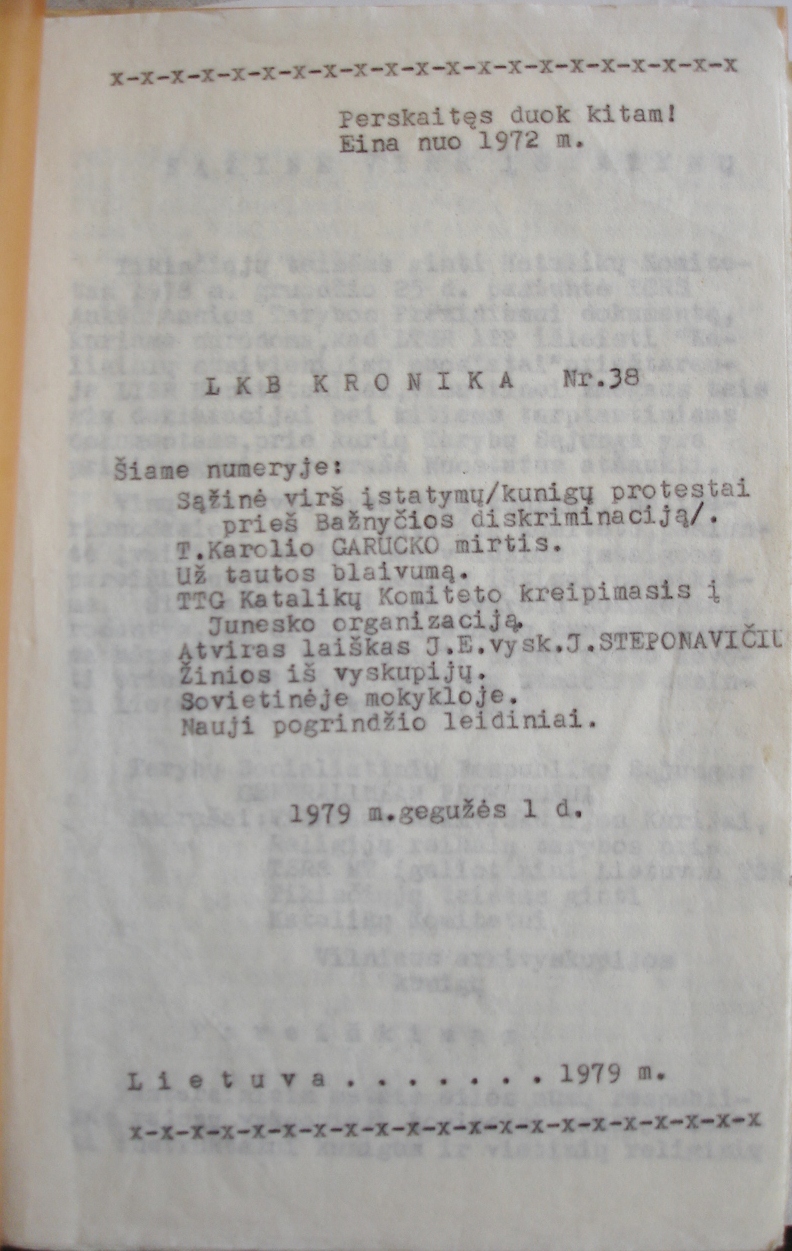 x-x-x-x-x-x-x-x-x-x-x-x-x-x-x-x-x-x-x-x-x
Perskaitęs duok kitam!
Eina nuo 1972 m.
L K B  K R O N I K A  Nr.38
Šiame numeryje:
Sąžinė virš įstatymų/kunigų protestai
prieš Bažnyčios diskriminaciją/.
T.Karolio GARUCKO mirtis.
Už tautos blaivumą.
TTG Katalikų Komiteto kreipimasis į
Junesko organizaciją.
Atviras laiškas J.E.vysk.J.STEPONAVIČIU
Žinios iš vyskupijų.
Sovietinėje mokykloje.
Nauji pogrindžio leidiniai.
1979 m.gegužės 1 d.
L i e t u v a . . . . . . . 1979 m.
x-x-x-x-x-x-x-x-x-x-x-x-x-x-x-x-x-x-x-x-x